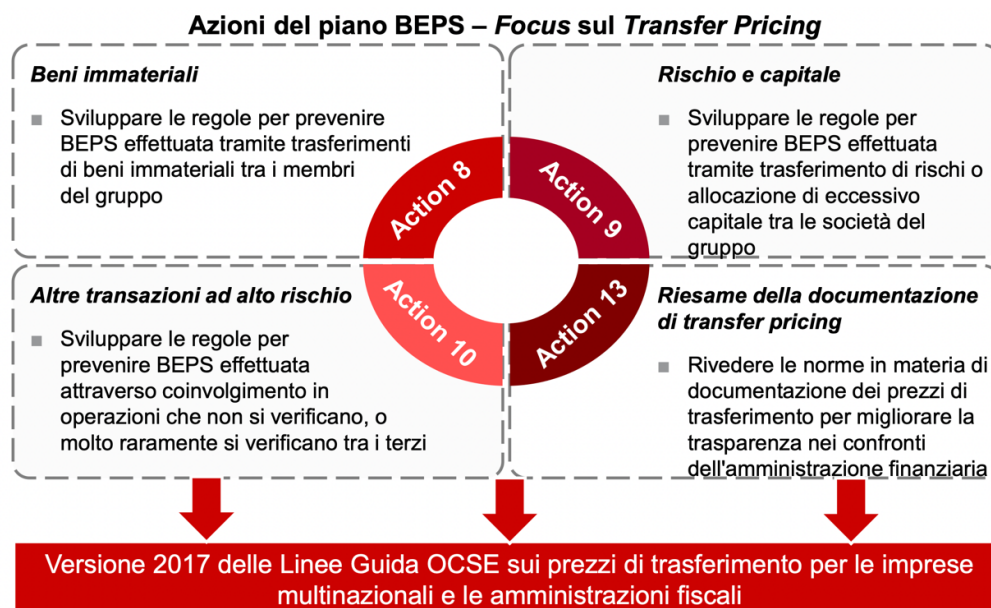 Azioni del piano BEPS – Focus sul Transfer Pricing
Beni immateriali
Sviluppare le regole per prevenire
BEPS effettuata tramite trasferimenti
di beni immateriali tra i membri
del gruppo
Rischio e capitale
Sviluppare le regole per
prevenire BEPS effettuata
tramite trasferimento di rischi o
allocazione di eccessivo
capitale tra le società del
gruppo
Action 8
Action 9
Action 10
Action 13
Altre transazioni ad alto rischio
Sviluppare le regole per
prevenire BEPS effettuata
attraverso coinvolgimento in
operazioni che non si verificano, o
molto raramente si verificano tra i terzi
Riesame della documentazione
di transfer pricing
Rivedere le norme in materia di
documentazione dei prezzi di
trasferimento per migliorare la
trasparenza nei confronti
dell'amministrazione finanziaria
Versione 2017 delle Linee Guida OCSE sui prezzi di trasferimento per le imprese
multinazionali e le amministrazioni fiscali